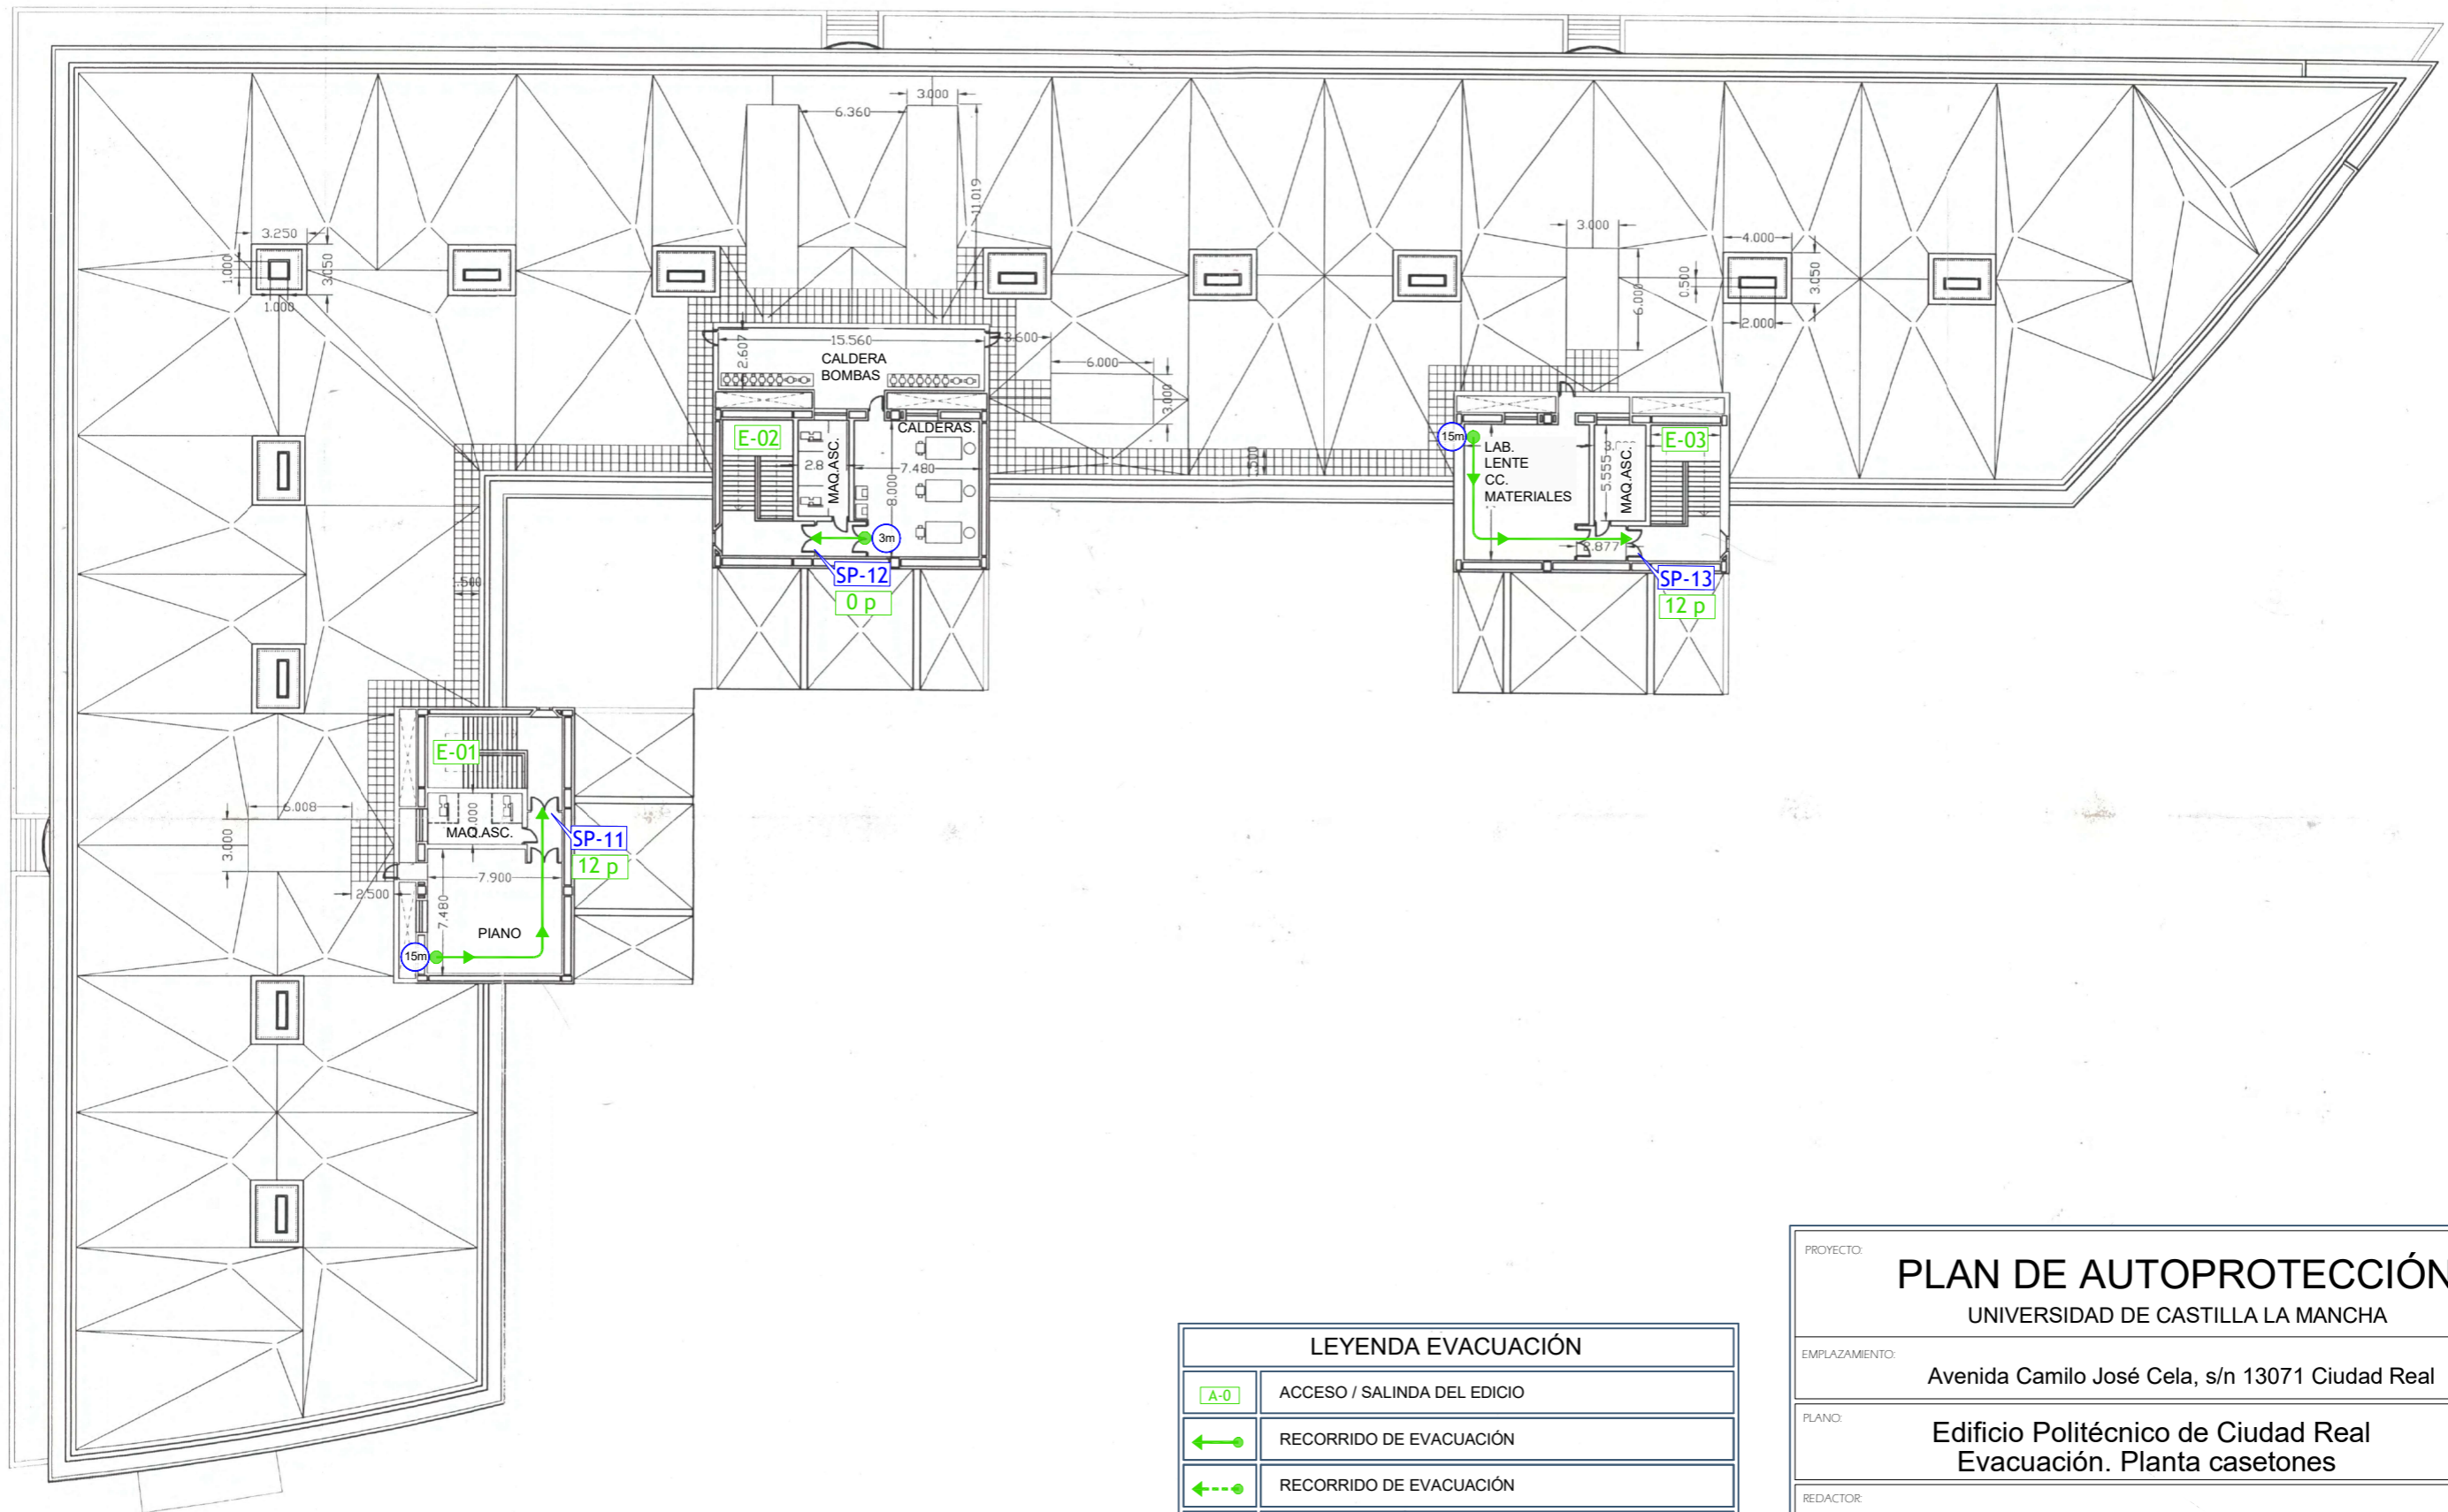 3.000
6.360
11.019
3.250
1.000
3.050
1.000
3.000
6.000
4.000
0.500
3.050
2.000
15.560
2.607
CALDERA
BOMBAS
3.600
6.000
3.000
E-02
MAQ.ASC.
2.8
CALDERAS.
7.480
8.000
3m
SP-12
0 p
15m
LAB.
LENTE
CC.
MATERIALES
5.555
MAQ.ASC.
E-03
2.877
SP-13
12 p
E-01
MAQ.ASC.
SP-11
12 p
6.008
3.000
2.500
7.900
7.480
PIANO
15m
LEYENDA EVACUACIÓN
A-0
ACCESO / SALINDA DEL EDICIO
RECORRIDO DE EVACUACIÓN
RECORRIDO DE EVACUACIÓN
PROYECTO:
PLAN DE AUTOPROTECCIÓN
UNIVERSIDAD DE CASTILLA LA MANCHA
EMPLAZAMIENTO:
Avenida Camilo José Cela, s/n 13071 Ciudad Real
PLANO:
Edificio Politécnico de Ciudad Real
Evacuación. Planta casetones
REDACTOR: